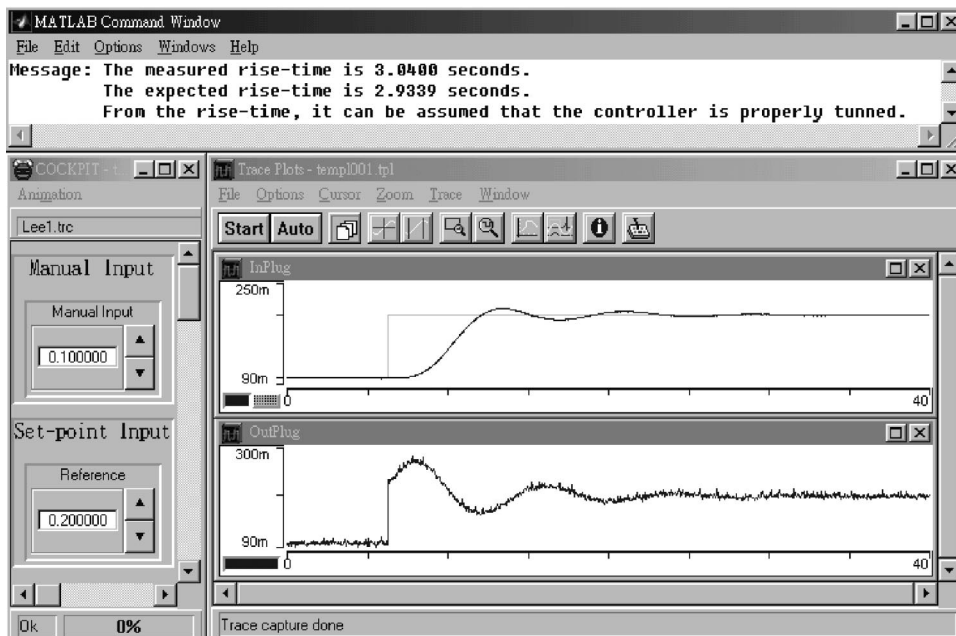 MATLAB Command Window
File Edit Options Windows Help
Message: The measured rise-time is 3.0400 seconds.
The expected rise-time is 2.9339 seconds.
From the rise-time, it can be assumed that the controller is properly tunned.
COCKPIT - t...
Animation
Lee1.trc
Manual Input
Manual Input
0.100000
Set-point Input
Reference
0.200000
Ok 0%
Trace Plots - templ001.tpl
File Options Cursor Zoom Trace Window
Start Auto
InPlug
250m
90m
0 40
OutPlug
300m
90m
0 40
Trace capture done